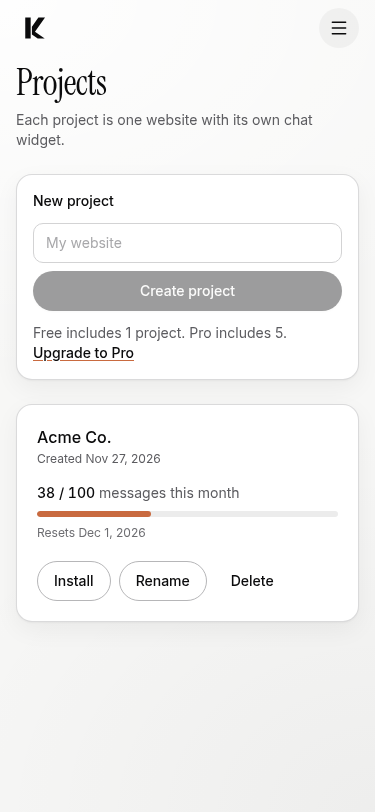 K
Projects
Each project is one website with its own chat
widget.
New project
My website
Create project
Free includes 1 project. Pro includes 5.
Upgrade to Pro
Acme Co.
Created Nov 27, 2026
38 / 100 messages this month
Resets Dec 1, 2026
Install Rename Delete